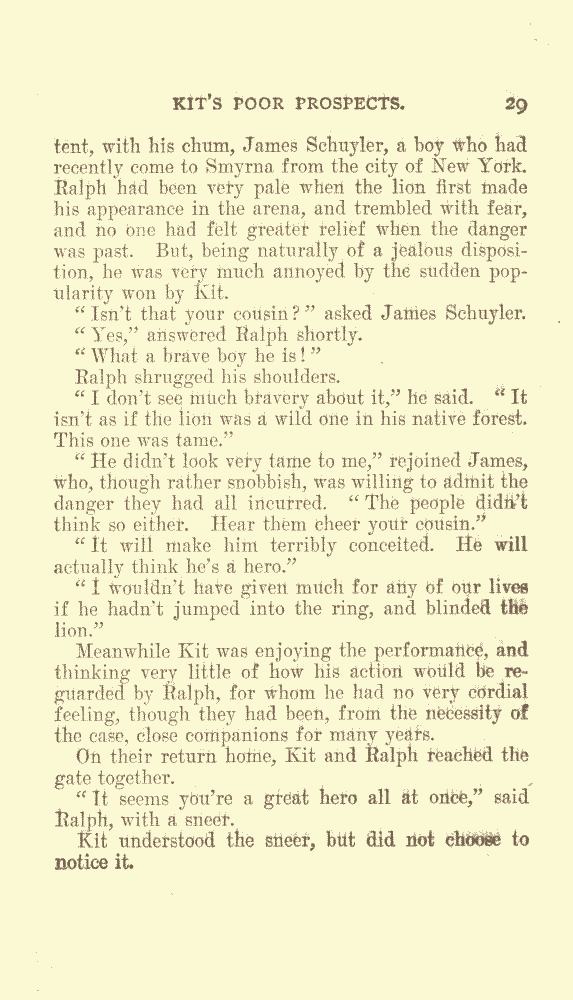 KIT'S POOR PROSPECTS. 29
tent, with his chum, James Schuyler, a boy who had
recently come to Smyrna from the city of New York.
Ralph had been very pale when the lion first made
his appearance in the arena, and trembled with fear,
and no one had felt greater relief when the danger
was past. But, being naturally of a jealous disposi-
tion, he was very much annoyed by the sudden pop-
ularity won by Kit.
“Isn't that your cousin?” asked James Schuyler.
“Yes,” answered Ralph shortly.
“What a brave boy he is!”
Ralph shrugged his shoulders.
“I don't see much bravery about it,” he said. “It
isn't as if the lion was a wild one in his native forest.
This one was tame.”
“He didn't look very tame to me,” rejoined James,
who, though rather snobbish, was willing to admit the
danger they had all incurred. “The people didn't
think so either. Hear them cheer your cousin.”
“It will make him terribly conceited. He will
actually think he's a hero.”
“I wouldn't have given much for any of our lives
if he hadn't jumped into the ring, and blinded the
lion.”
Meanwhile Kit was enjoying the performance, and
thinking very little of how his action would be re-
guarded by Ralph, for whom he had no very cordial
feeling, though they had been, from the necessity of
the case, close companions for many years.
On their return home, Kit and Ralph reached the
gate together.
“It seems you're a great hero all at once,” said
Ralph, with a sneer.
Kit understood the sneer, but did not choose to
notice it.